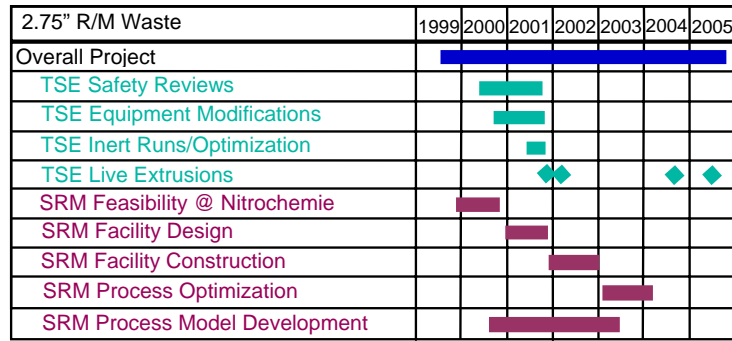 2.75” R/M Waste 1999 2000 2001 2002 2003 2004 2005
Overall Project
TSE Safety Reviews
TSE Equipment Modifications
TSE Inert Runs/Optimization
TSE Live Extrusions
SRM Feasibility @ Nitrochemie
SRM Facility Design
SRM Facility Construction
SRM Process Optimization
SRM Process Model Development